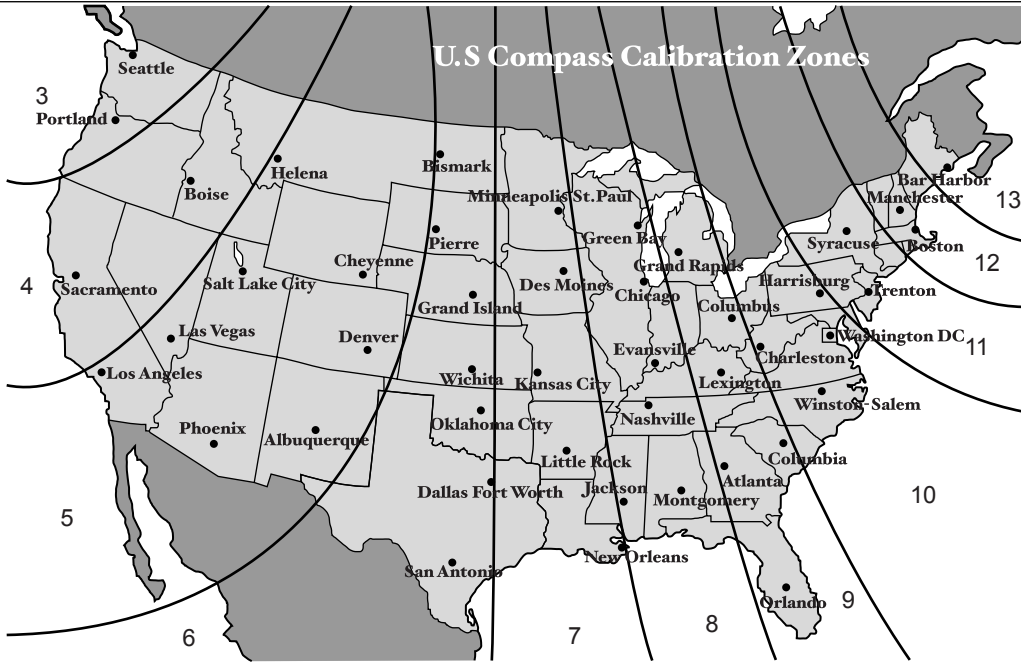 U.S Compass Calibration Zones
Seattle
3
Portland
Helena
Bismark
Boise
Minneapolis St.Paul
Bar Harbor
Manchester
13
Pierre
Green Bay
Syracuse
Boston
Cheyenne
Grand Rapids
12
4
Sacramento
Salt Lake City
Des Moines
Chicago
Harrisburg
Trenton
Grand Island
Columbus
Las Vegas
Denver
Washington DC
11
Evansville
Charleston
Los Angeles
Wichita
Kansas City
Lexington
Winston-Salem
Phoenix
Albuquerque
Oklahoma City
Nashville
Little Rock
Columbia
Dallas Fort Worth
Jackson
Montgomery
Atlanta
10
5
New Orleans
San Antonio
Orlando
9
6
7
8